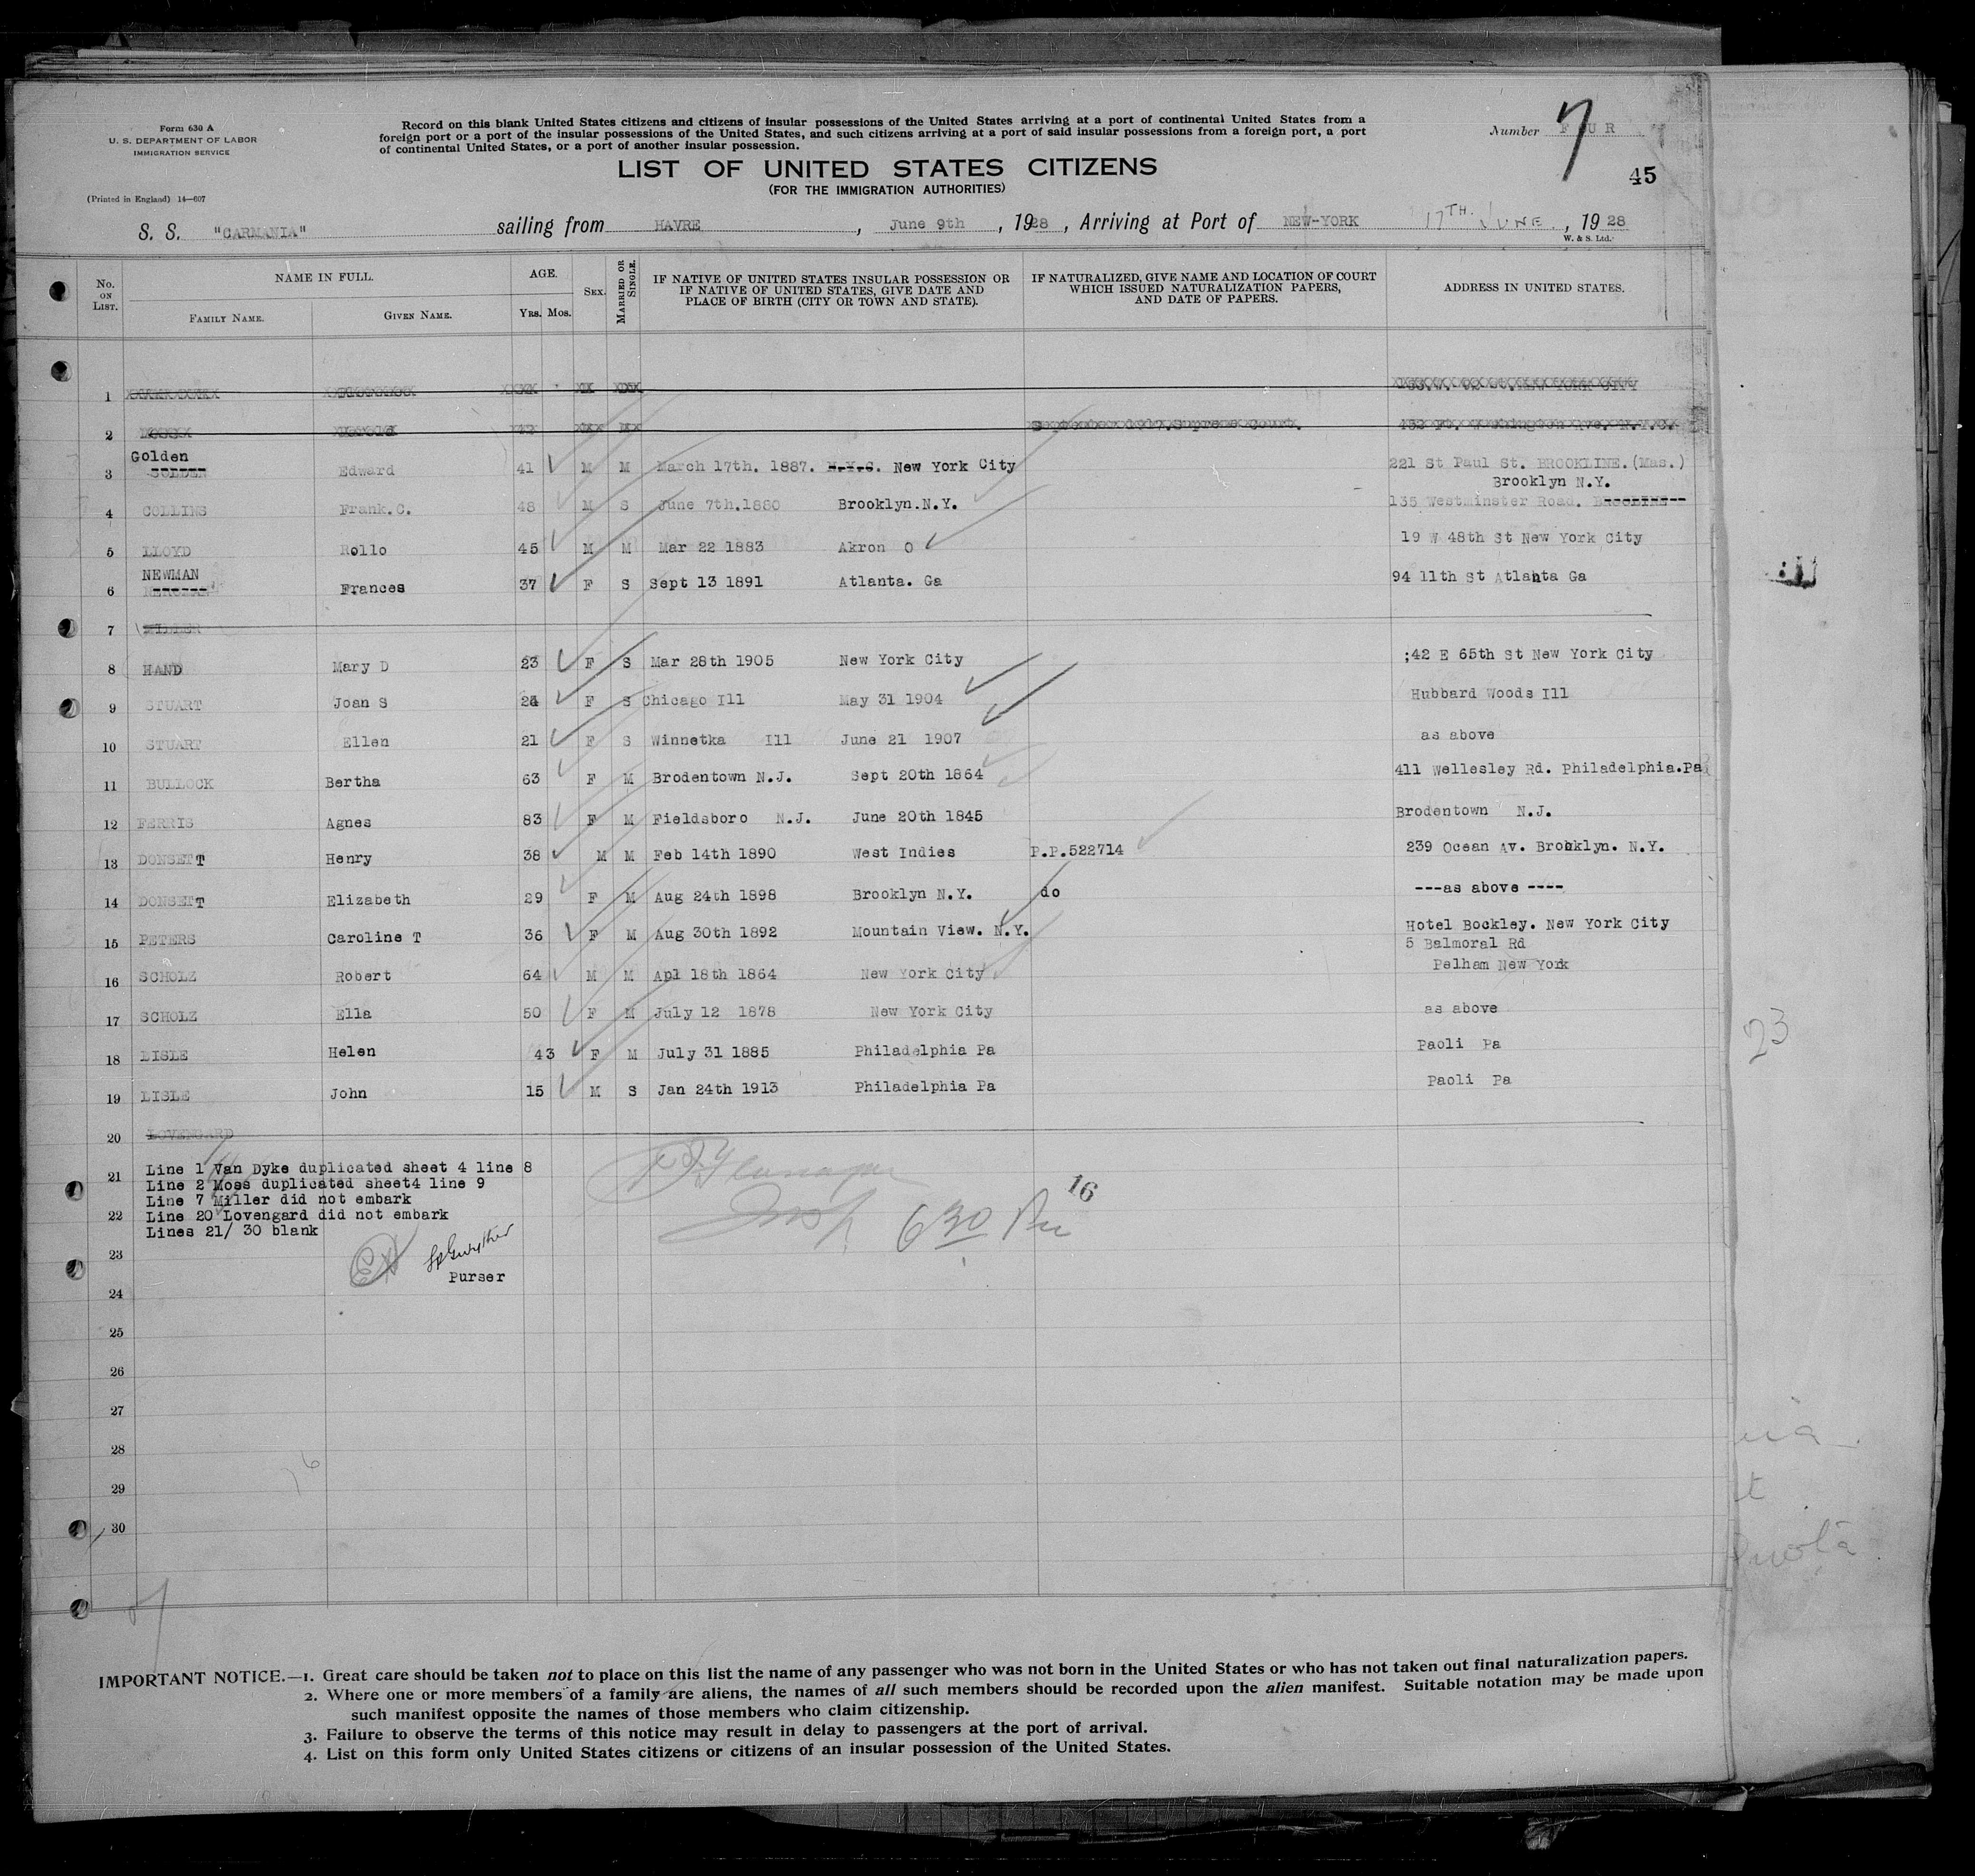 Form 630 A
U. S. DEPARTMENT OF LABOR
IMMIGRATION SERVICE
(Printed in England) 14—607
Record on this blank United States citizens and citizens of insular possessions of the United States arriving at a port of continental United States from a
foreign port or a port of the insular possessions of the United States, and such citizens arriving at a port of said insular possessions from a foreign port, a port
of continental United States, or a port of another insular possession.
Number FOUR
7
45
LIST OF UNITED STATES CITIZENS
(FOR THE IMMIGRATION AUTHORITIES)
S. S. "CARMANIA" sailing from HAVRE, June 9th, 1928, Arriving at Port of NEW-YORK 17TH. JUNE, 1928
W. & S. Ltd.
No. ON LIST. NAME IN FULL. FAMILY NAME. GIVEN NAME. AGE. YRS. MOS. SEX. MARRIED OR SINGLE. IF NATIVE OF UNITED STATES INSULAR POSSESSION OR IF NATIVE OF UNITED STATES, GIVE DATE AND PLACE OF BIRTH (CITY OR TOWN AND STATE). IF NATURALIZED, GIVE NAME AND LOCATION OF COURT WHICH ISSUED NATURALIZATION PAPERS, AND DATE OF PAPERS. ADDRESS IN UNITED STATES.
1
2 September 1917. Supreme Court.
Golden
3 GOLDEN Edward 41 M M March 17th. 1887. N.Y.C. New York City 221 St Paul St. BROOKLINE.(Mas.)
Brooklyn N.Y.
4 COLLINS Frank.C. 48 M S June 7th.1880 Brooklyn.N.Y. 135 Westminster Road. BROOKLINE
5 LLOYD Rollo 45 M M Mar 22 1883 Akron O 19 W 48th St New York City
NEWMAN
6 Frances 37 F S Sept 13 1891 Atlanta. Ga 94 11th St Atlanta Ga
7 MILLER
8 HAND Mary D 23 F S Mar 28th 1905 New York City ;42 E 65th St New York City
9 STUART Joan S 24 F S Chicago Ill May 31 1904 Hubbard Woods Ill
10 STUART Ellen 21 F S Winnetka Ill June 21 1907 as above
11 BULLOCK Bertha 63 F M Brodentown N.J. Sept 20th 1864 411 Wellesley Rd. Philadelphia.Pa
12 FERRIS Agnes 83 F M Fieldsboro N.J. June 20th 1845 Brodentown N.J.
13 DONSETT Henry 38 M M Feb 14th 1890 West Indies P.P.522714 239 Ocean Av. Brooklyn. N.Y.
14 DONSETT Elizabeth 29 F M Aug 24th 1898 Brooklyn N.Y. do ---as above ----
15 PETERS Caroline T 36 F M Aug 30th 1892 Mountain View. N.Y. Hotel Bockley. New York City
5 Balmoral Rd
16 SCHOLZ Robert 64 M M Apl 18th 1864 New York City Pelham New York
17 SCHOLZ Ella 50 F M July 12 1878 New York City as above
18 LISLE Helen 43 F M July 31 1885 Philadelphia Pa Paoli Pa
19 LISLE John 15 M S Jan 24th 1913 Philadelphia Pa Paoli Pa
20 LOVENGARD
21 Line 1 Van Dyke duplicated sheet 4 line 8
Line 2 Moss duplicated sheet4 line 9
Line 7 Miller did not embark
22 Line 20 Lovengard did not embark
Lines 21/ 30 blank
16
6 30 Pm
23
Purser
24
25
26
27
28
29
30
23
IMPORTANT NOTICE.—1. Great care should be taken not to place on this list the name of any passenger who was not born in the United States or who has not taken out final naturalization papers.
2. Where one or more members of a family are aliens, the names of all such members should be recorded upon the alien manifest. Suitable notation may be made upon
such manifest opposite the names of those members who claim citizenship.
3. Failure to observe the terms of this notice may result in delay to passengers at the port of arrival.
4. List on this form only United States citizens or citizens of an insular possession of the United States.